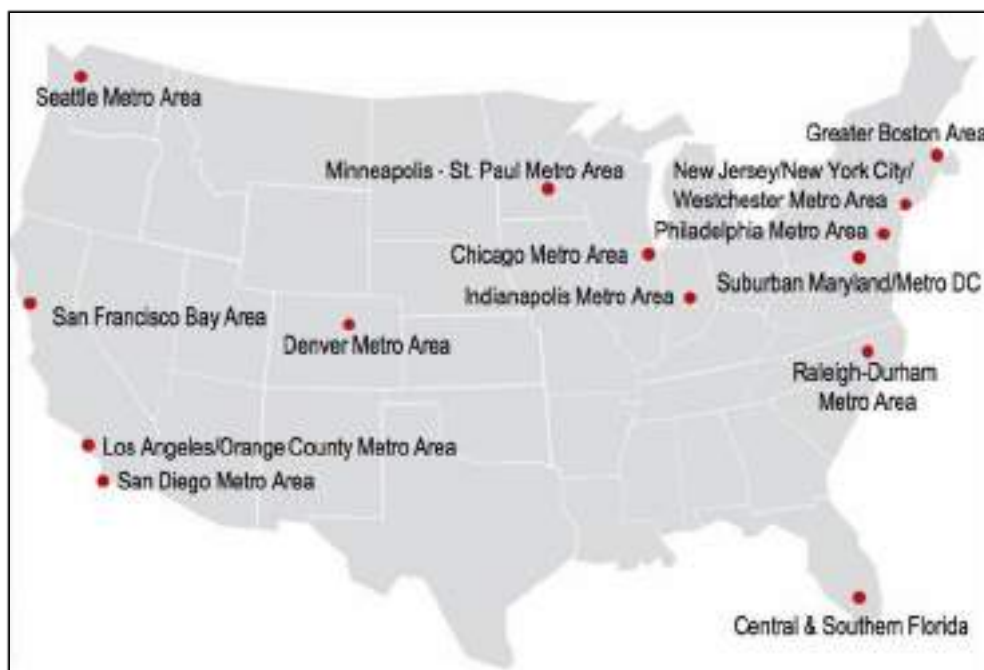 Seattle Metro Area
Greater Boston Area
Minneapolis - St. Paul Metro Area
New Jersey/New York City/
Westchester Metro Area
Philadelphia Metro Area
Chicago Metro Area
Suburban Maryland/Metro DC
Indianapolis Metro Area
San Francisco Bay Area
Denver Metro Area
Raleigh-Durham
Metro Area
Los Angeles/Orange County Metro Area
San Diego Metro Area
Central & Southern Florida